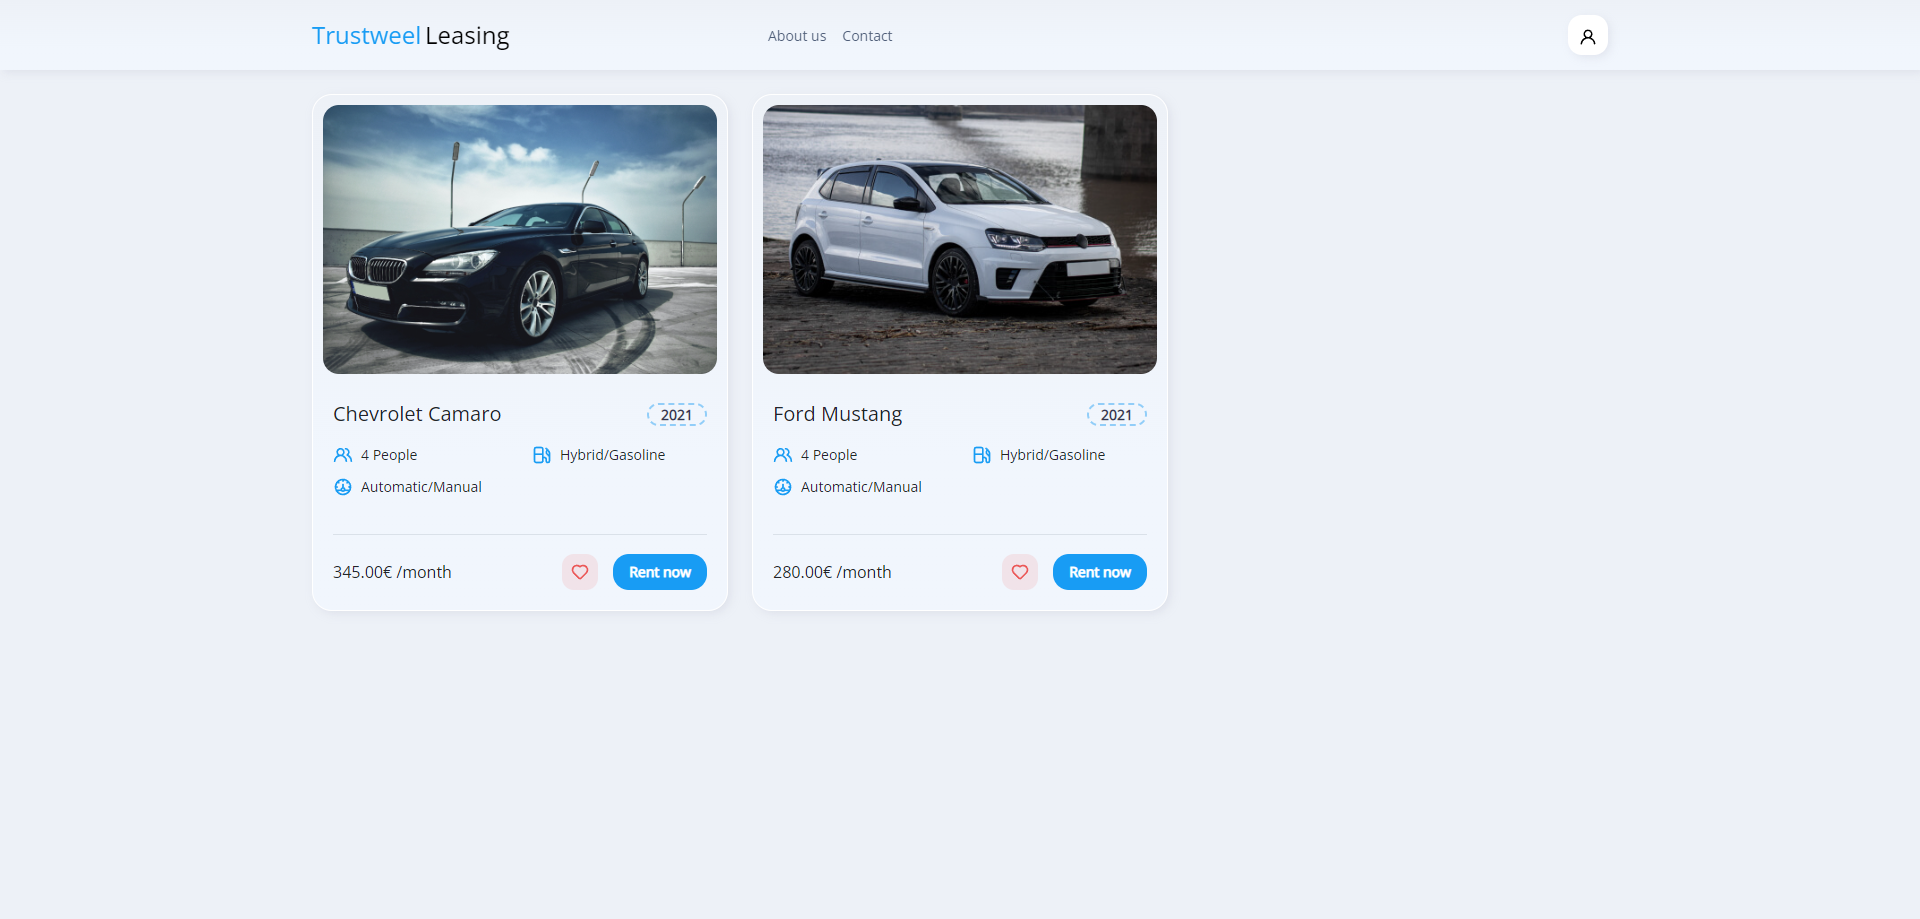 Trustweel Leasing
About us Contact
Chevrolet Camaro 2021
4 People Hybrid/Gasoline
Automatic/Manual
345.00€ /month Rent now
Ford Mustang 2021
4 People Hybrid/Gasoline
Automatic/Manual
280.00€ /month Rent now